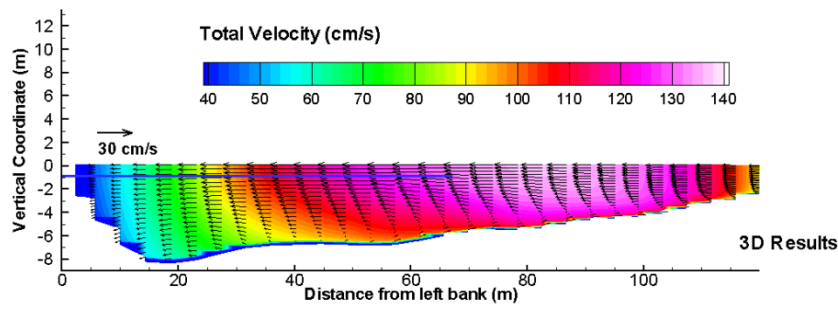 Total Velocity (cm/s)
40 50 60 70 80 90 100 110 120 130 140
Vertical Coordinate (m)
12
10
8
6
4
2
0
-2
-4
-6
-8
30 cm/s
3D Results
0 20 40 60 80 100
Distance from left bank (m)